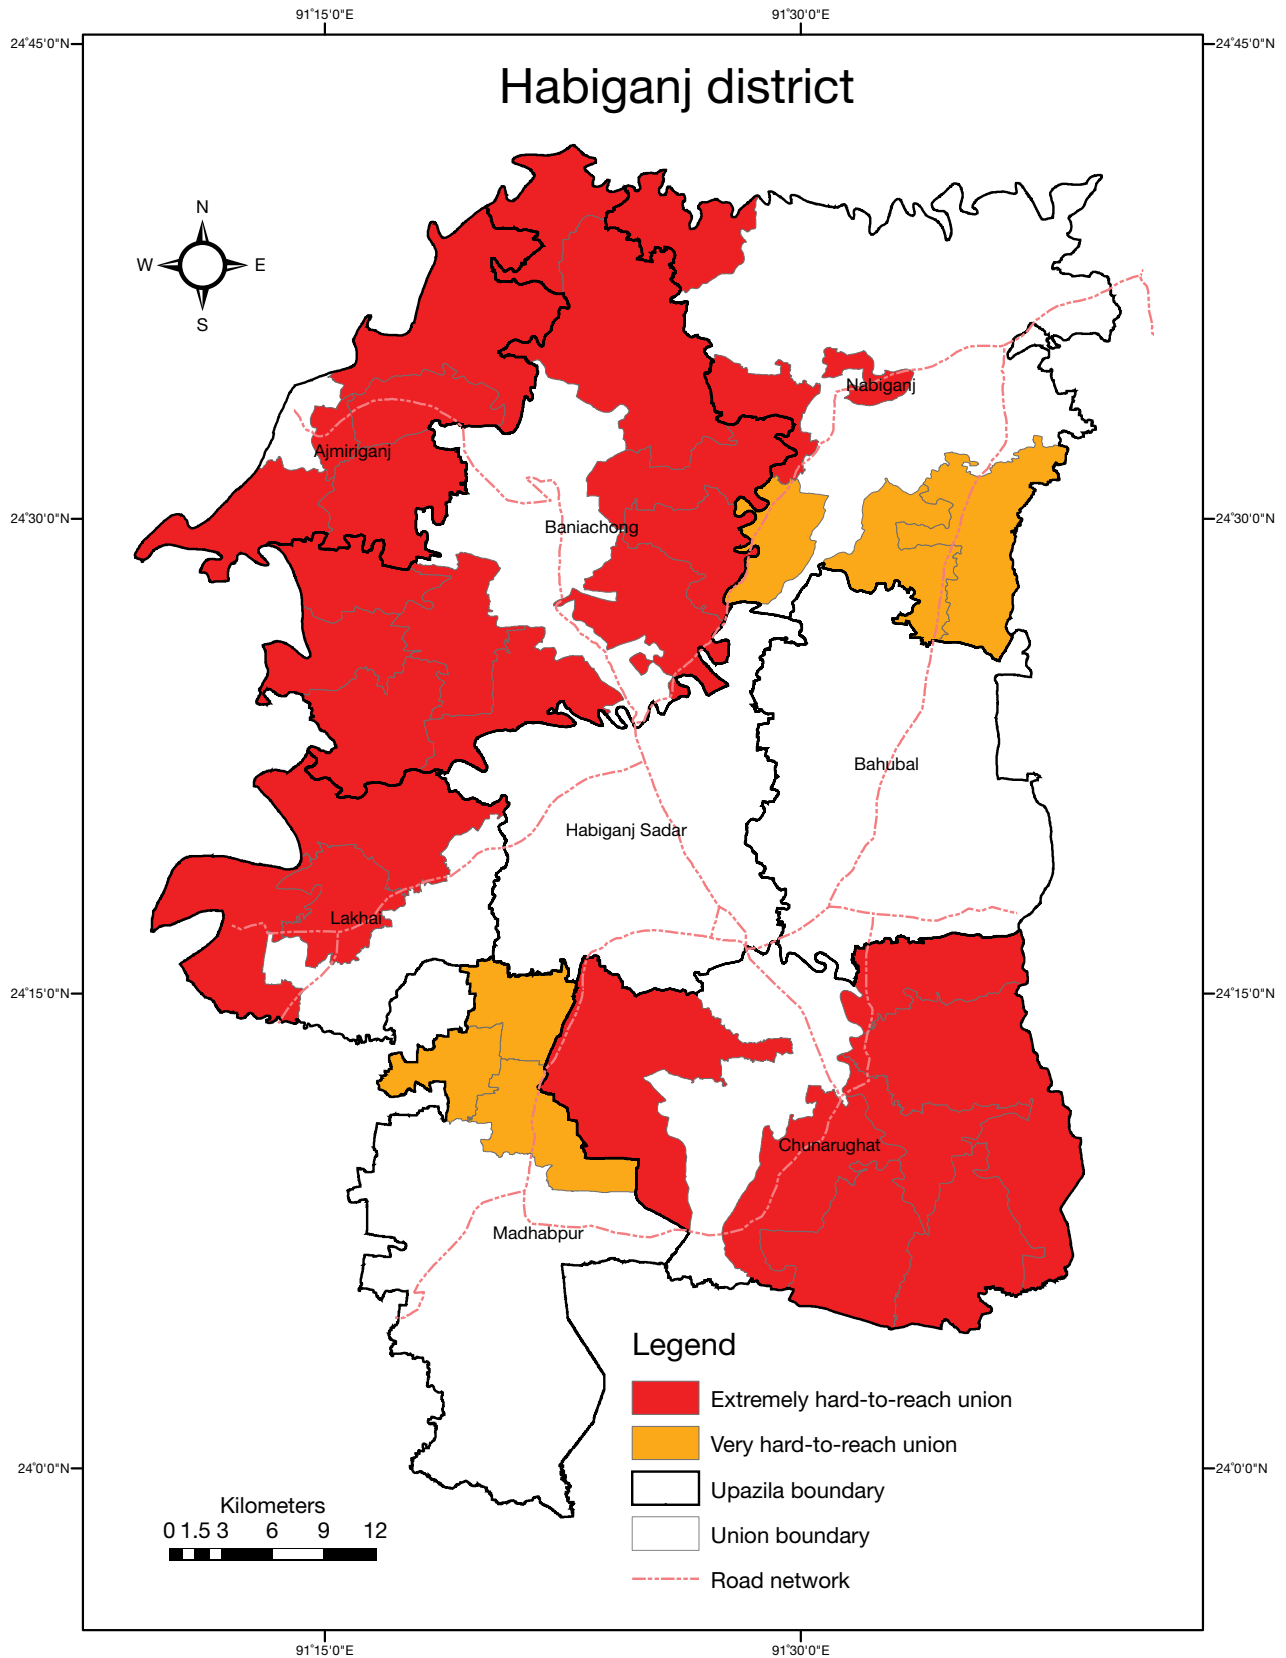 91°15'0"E
91°30'0"E
24°45'0"N
24°45'0"N
Habiganj district
N
W
E
S
Nabiganj
Ajmiriganj
24°30'0"N
24°30'0"N
Baniachong
Bahubal
Habiganj Sadar
Lakhai
24°15'0"N
24°15'0"N
Chunarughat
Madhabpur
Legend
Extremely hard-to-reach union
Very hard-to-reach union
24°0'0"N
24°0'0"N
Upazila boundary
Kilometers
0 1.5 3 6 9 12
Union boundary
Road network
91°15'0"E
91°30'0"E